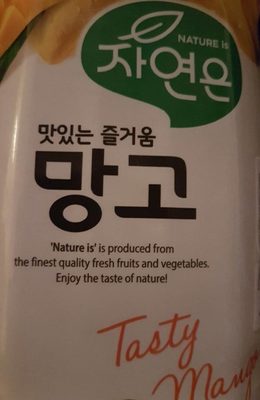 NATURE is
자연은
맛있는 즐거움
망고
'Nature is' is produced from
the finest quality fresh fruits and vegetables.
Enjoy the taste of nature!
Tasty
Mango